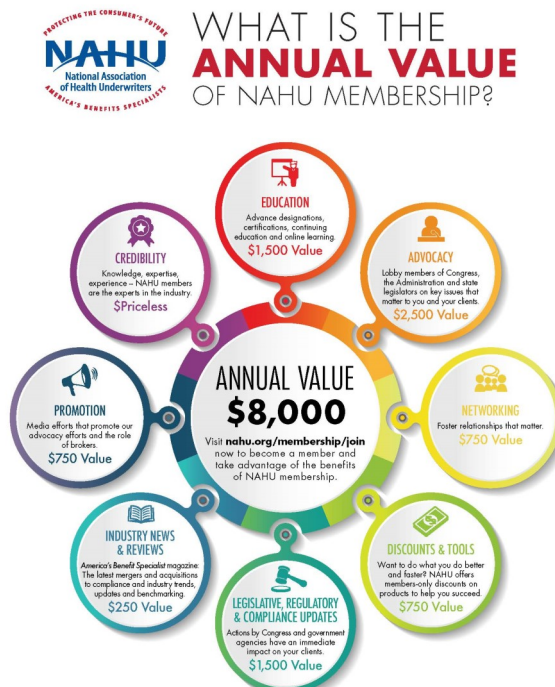 PROTECTING THE CONSUMER'S FUTURE
NAHU
National Association
of Health Underwriters
AMERICA'S BENEFITS SPECIALISTS
WHAT IS THE
ANNUAL VALUE
OF NAHU MEMBERSHIP?
EDUCATION
Advance designations,
certifications, continuing
education and online learning.
$1,500 Value
CREDIBILITY
Knowledge, expertise,
experience – NAHU members
are the experts in the industry.
$Priceless
ADVOCACY
Lobby members of Congress,
the Administration and state
legislators on key issues that
matter to you and your clients.
$2,500 Value
ANNUAL VALUE
$8,000
Visit nahu.org/membership/join
now to become a member and
take advantage of the benefits
of NAHU membership.
PROMOTION
Media efforts that promote our
advocacy efforts and the role
of brokers.
$750 Value
NETWORKING
Foster relationships that matter.
$750 Value
INDUSTRY NEWS
& REVIEWS
America's Benefit Specialist magazine:
The latest mergers and acquisitions
to compliance and industry trends,
updates and benchmarking.
$250 Value
DISCOUNTS & TOOLS
Want to do what you do better
and faster? NAHU offers
members-only discounts on
products to help you succeed.
$750 Value
LEGISLATIVE, REGULATORY
& COMPLIANCE UPDATES
Actions by Congress and government
agencies have an immediate
impact on your clients.
$1,500 Value